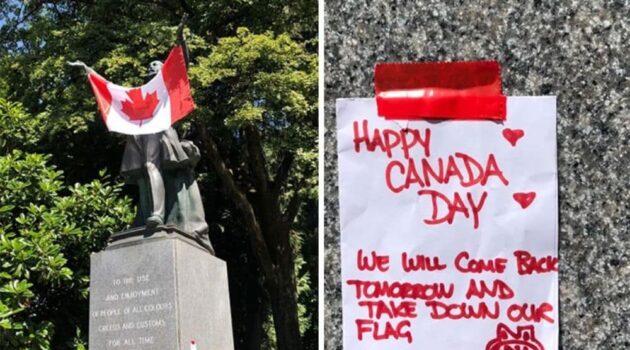 TO THE USE
AND ENJOYMENT
OF PEOPLE OF ALL COLOURS
CREEDS AND CUSTOMS
FOR ALL TIME
HAPPY
CANADA
DAY
WE WILL COME BACK
TOMORROW AND
TAKE DOWN OUR
FLAG